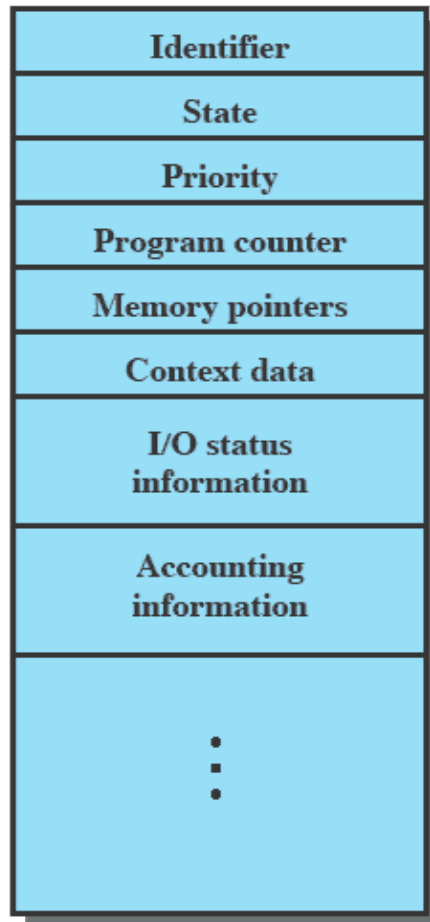 Identifier
State
Priority
Program counter
Memory pointers
Context data
I/O status
information
Accounting
information